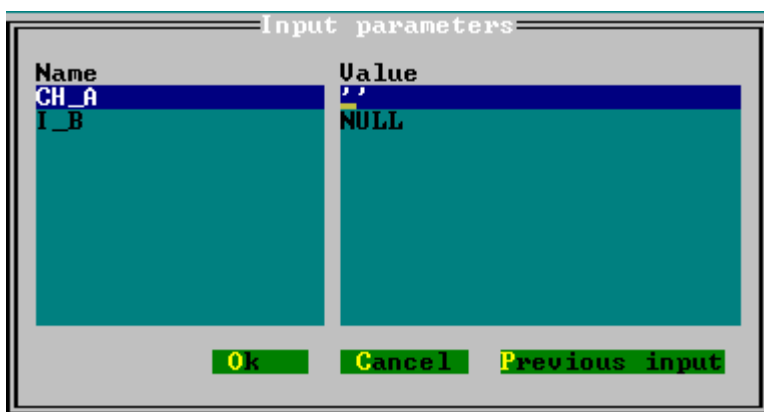 Input parameters
Name Value
CH_A ''
I_B NULL
Ok Cancel Previous input